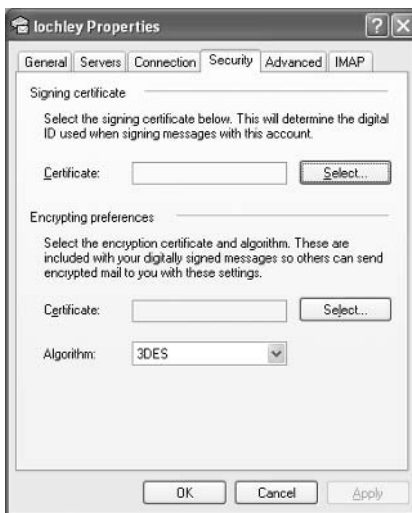 lochley Properties
General Servers Connection Security Advanced IMAP
Signing certificate
Select the signing certificate below. This will determine the digital
ID used when signing messages with this account.
Certificate: Select...
Encrypting preferences
Select the encryption certificate and algorithm. These are
included with your digitally signed messages so others can send
encrypted mail to you with these settings.
Certificate: Select...
Algorithm: 3DES
OK Cancel Apply